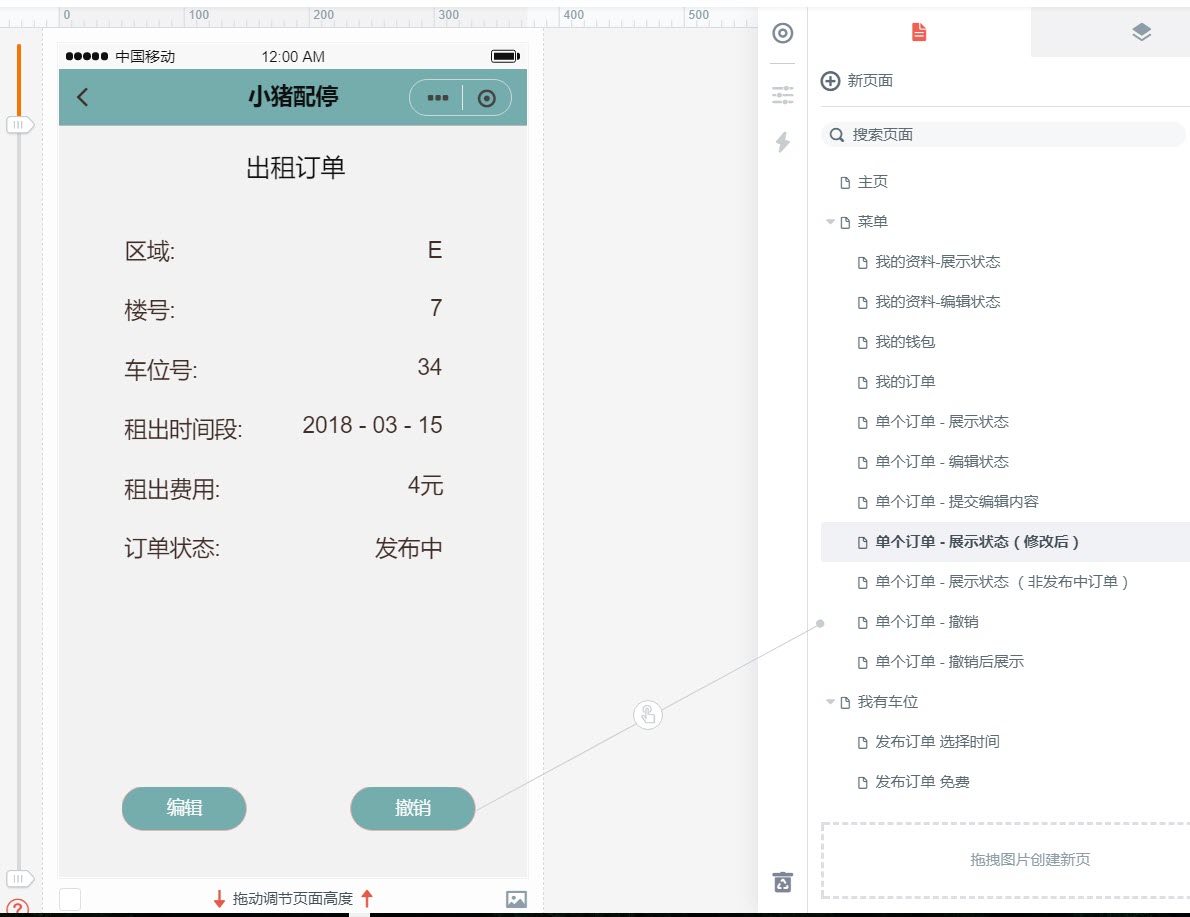 0 100 200 300 400 500
中国移动 12:00 AM
小猪配停
出租订单
区域: E
楼号: 7
车位号: 34
租出时间段: 2018 - 03 - 15
租出费用: 4元
订单状态: 发布中
编辑 撤销
拖动调节页面高度
?
新页面
搜索页面
主页
菜单
我的资料-展示状态
我的资料-编辑状态
我的钱包
我的订单
单个订单 - 展示状态
单个订单 - 编辑状态
单个订单 - 提交编辑内容
单个订单 - 展示状态 ( 修改后 )
单个订单 - 展示状态 ( 非发布中订单 )
单个订单 - 撤销
单个订单 - 撤销后展示
我有车位
发布订单 选择时间
发布订单 免费
拖拽图片创建新页